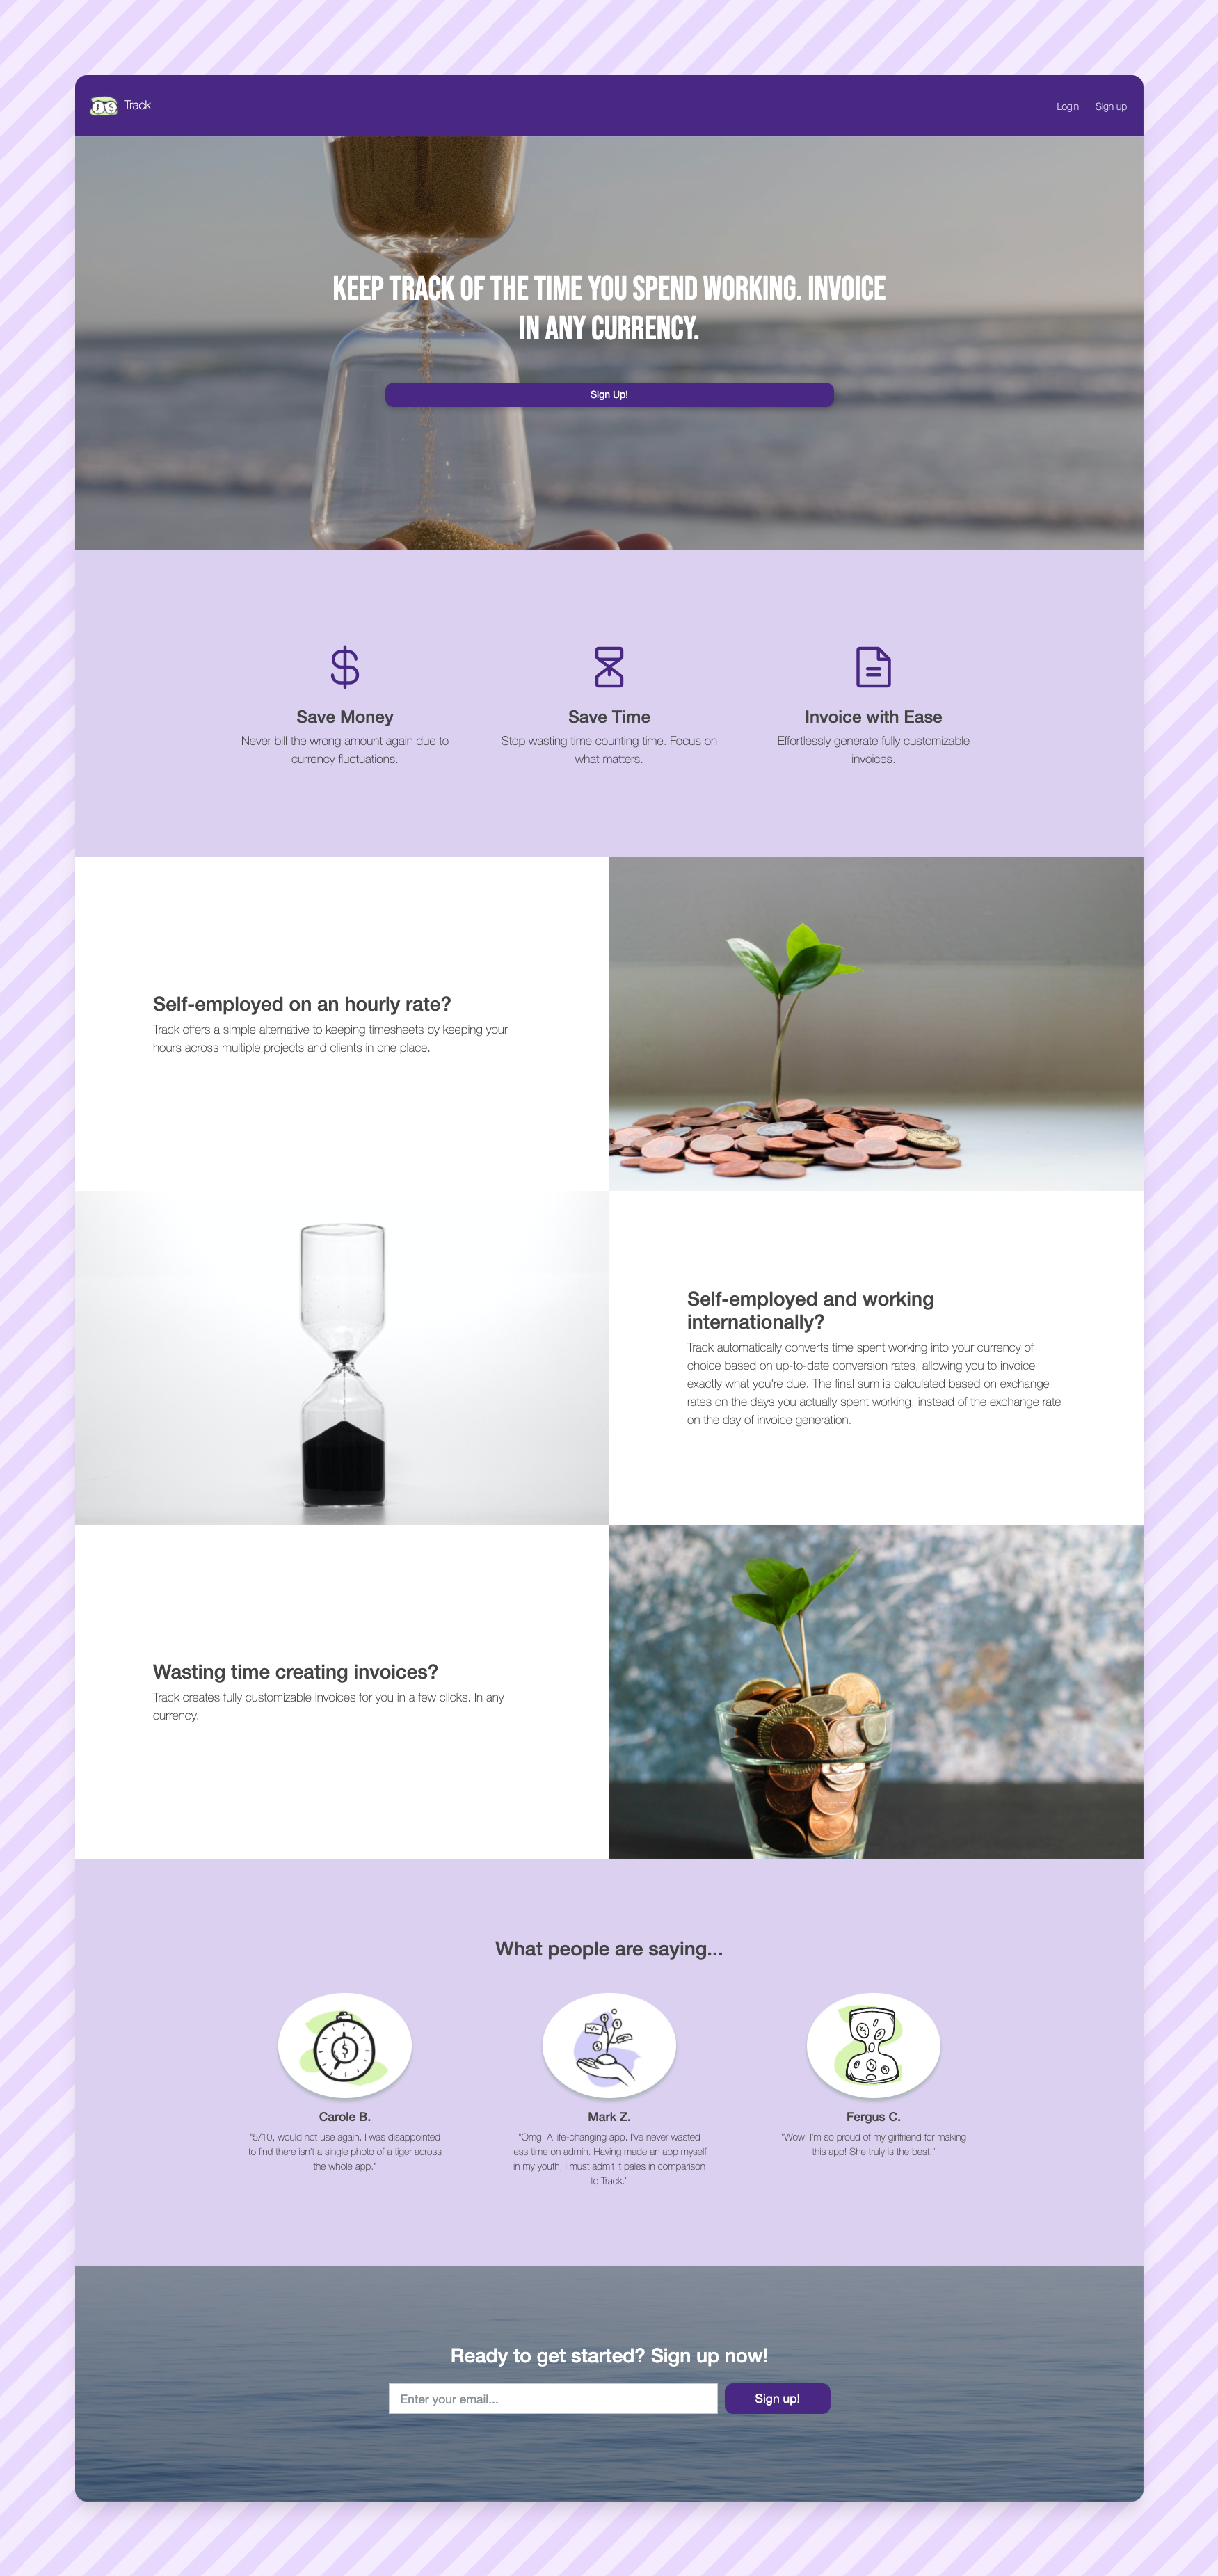 Track
Login
Sign up
KEEP TRACK OF THE TIME YOU SPEND WORKING. INVOICE
IN ANY CURRENCY.
Sign Up!
Save Money
Never bill the wrong amount again due to
currency fluctuations.
Save Time
Stop wasting time counting time. Focus on
what matters.
Invoice with Ease
Effortlessly generate fully customizable
invoices.
Self-employed on an hourly rate?
Track offers a simple alternative to keeping timesheets by keeping your
hours across multiple projects and clients in one place.
Self-employed and working
internationally?
Track automatically converts time spent working into your currency of
choice based on up-to-date conversion rates, allowing you to invoice
exactly what you're due. The final sum is calculated based on exchange
rates on the days you actually spent working, instead of the exchange rate
on the day of invoice generation.
Wasting time creating invoices?
Track creates fully customizable invoices for you in a few clicks. In any
currency.
What people are saying...
Carole B.
"5/10, would not use again. I was disappointed
to find there isn't a single photo of a tiger across
the whole app."
Mark Z.
"Omg! A life-changing app. I've never wasted
less time on admin. Having made an app myself
in my youth, I must admit it pales in comparison
to Track."
Fergus C.
"Wow! I'm so proud of my girlfriend for making
this app! She truly is the best."
Ready to get started? Sign up now!
Enter your email...
Sign up!